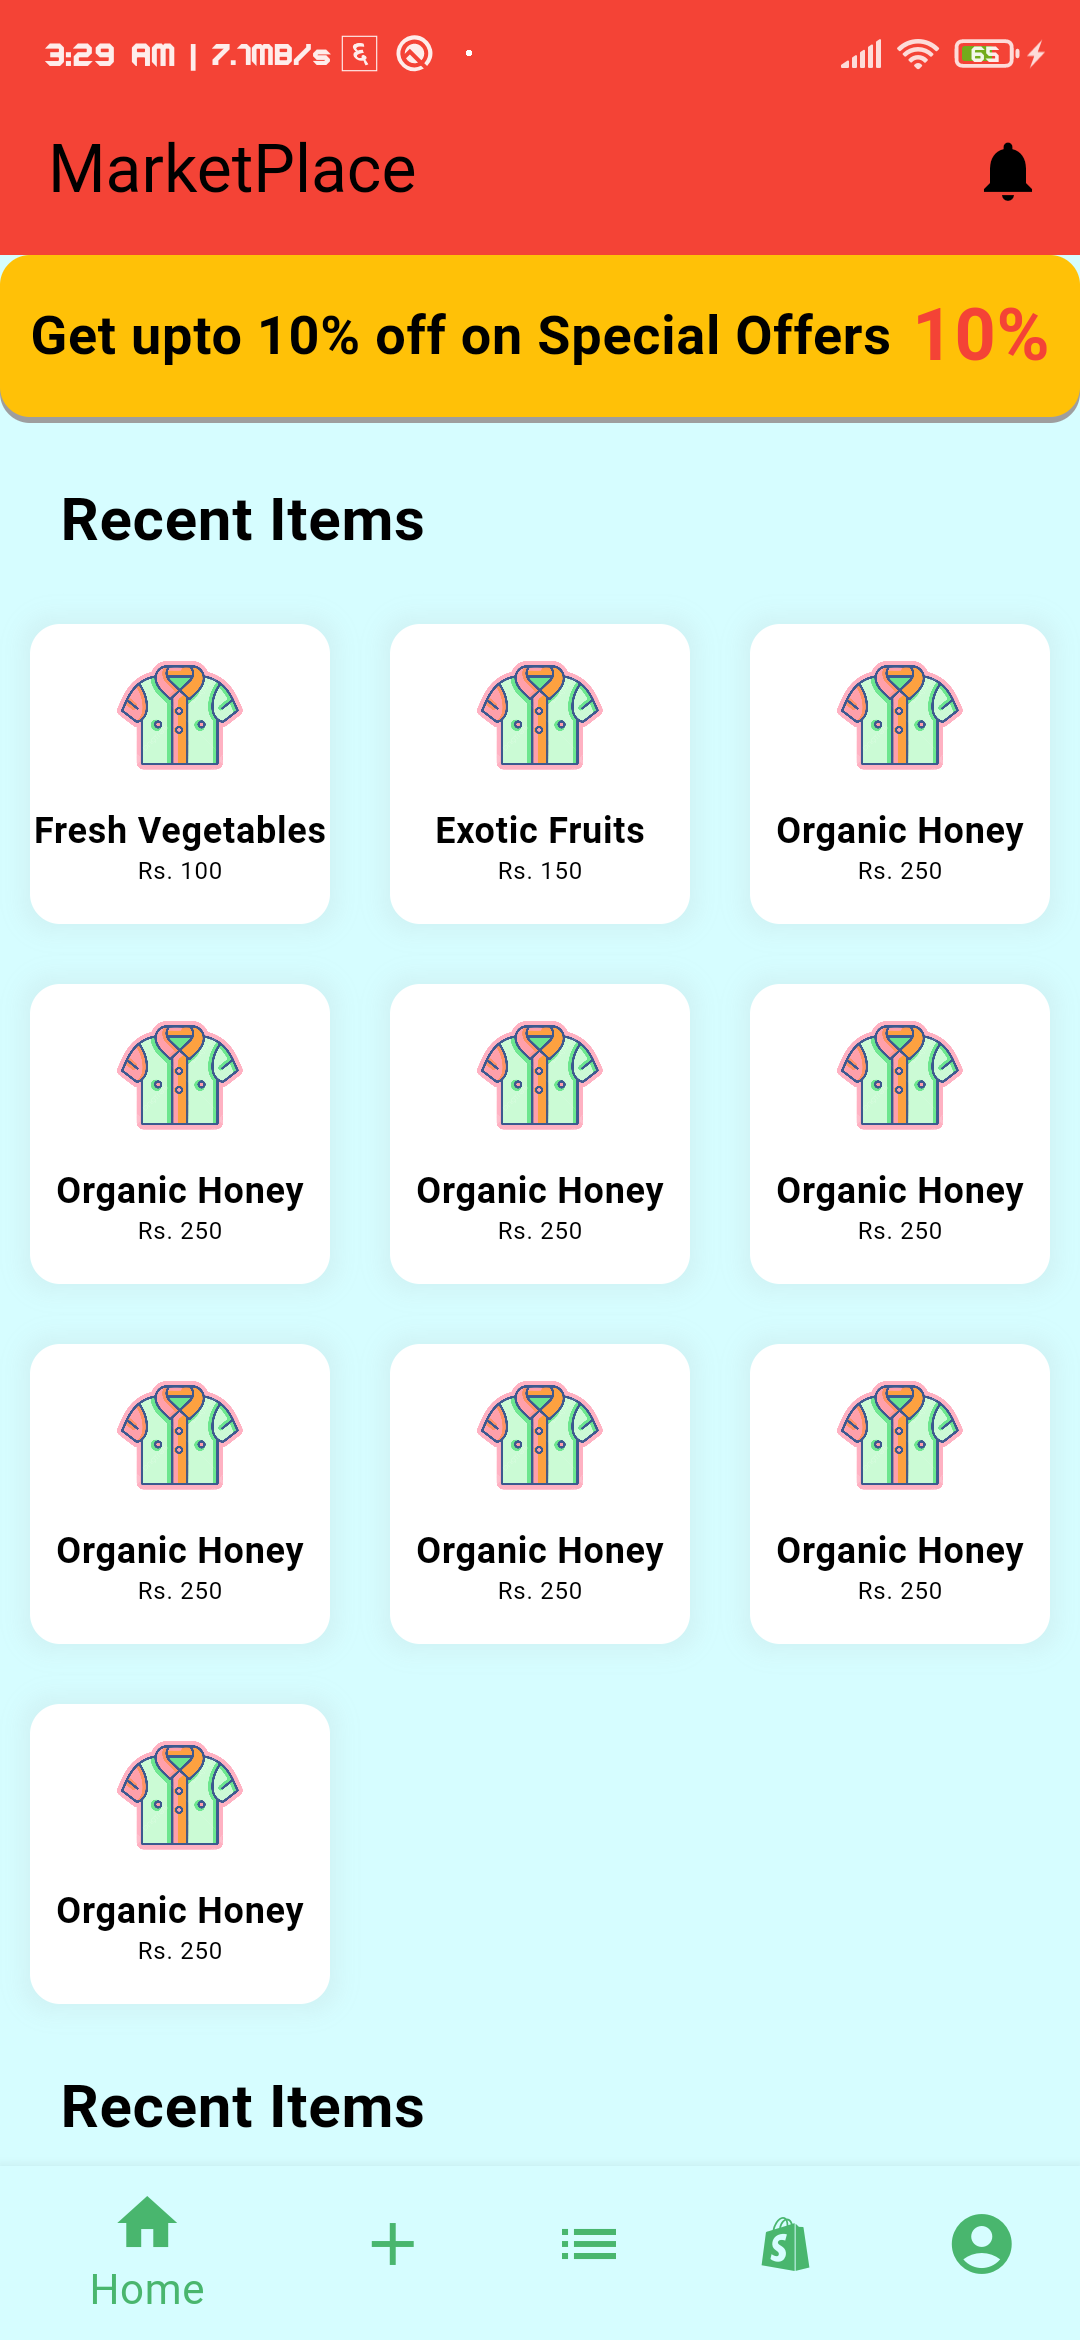 3:29 AM | 7.1MB/s ६
65
MarketPlace
Get upto 10% off on Special Offers 10%
Recent Items
Fresh Vegetables Exotic Fruits Organic Honey
Rs. 100 Rs. 150 Rs. 250
Organic Honey Organic Honey Organic Honey
Rs. 250 Rs. 250 Rs. 250
Organic Honey Organic Honey Organic Honey
Rs. 250 Rs. 250 Rs. 250
Organic Honey
Rs. 250
Recent Items
S
Home